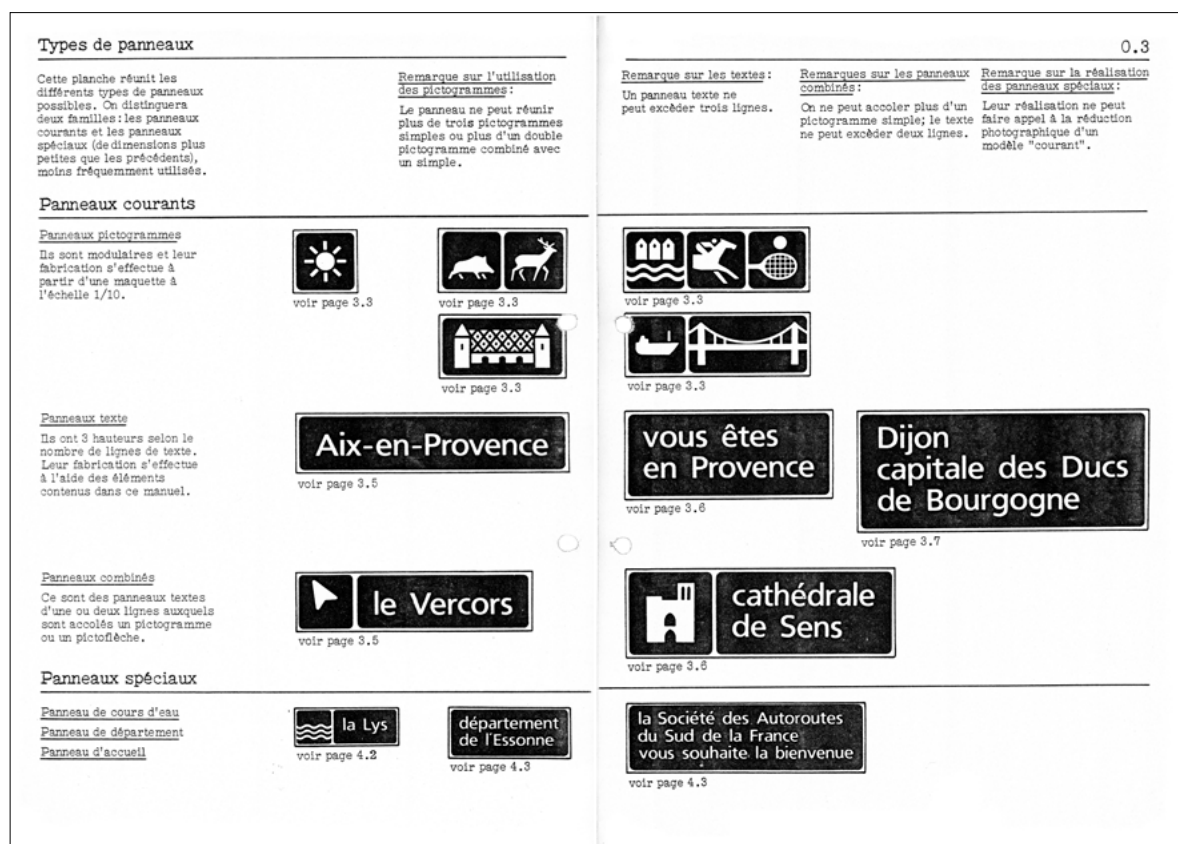 Types de panneaux
0.3
Cette planche réunit les
différents types de panneaux
possibles. On distinguera
deux familles : les panneaux
courants et les panneaux
spéciaux (de dimensions plus
petites que les précédents),
moins fréquemment utilisés.
Remarque sur l'utilisation
des pictogrammes :
Le panneau ne peut réunir
plus de trois pictogrammes
simples ou plus d'un double
pictogramme combiné avec
un simple.
Remarque sur les textes :
Un panneau texte ne
peut excéder trois lignes.
Remarques sur les panneaux
combinés :
On ne peut accoler plus d'un
pictogramme simple; le texte
ne peut excéder deux lignes.
Remarque sur la réalisation
des panneaux spéciaux :
Leur réalisation ne peut
faire appel à la réduction
photographique d'un
modèle "courant".
Panneaux courants
Panneaux pictogrammes
Ils sont modulaires et leur
fabrication s'effectue à
partir d'une maquette à
l'échelle 1/10.
voir page 3.3
voir page 3.3
voir page 3.3
voir page 3.3
voir page 3.3
Panneaux texte
Ils ont 3 hauteurs selon le
nombre de lignes de texte.
Leur fabrication s'effectue
à l'aide des éléments
contenus dans ce manuel.
Aix-en-Provence
voir page 3.5
vous êtes
en Provence
voir page 3.6
Dijon
capitale des Ducs
de Bourgogne
voir page 3.7
Panneaux combinés
Ce sont des panneaux textes
d'une ou deux lignes auxquels
sont accolés un pictogramme
ou un pictoflèche.
le Vercors
voir page 3.5
cathédrale
de Sens
voir page 3.6
Panneaux spéciaux
Panneau de cours d'eau
Panneau de département
Panneau d'accueil
la Lys
voir page 4.2
département
de l'Essonne
voir page 4.3
la Société des Autoroutes
du Sud de la France
vous souhaite la bienvenue
voir page 4.3